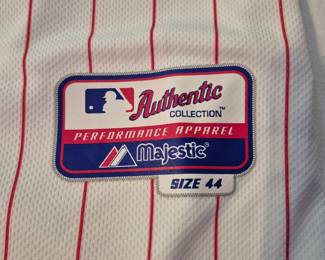 Authentic
COLLECTION™
PERFORMANCE APPAREL
Majestic®
SIZE 44